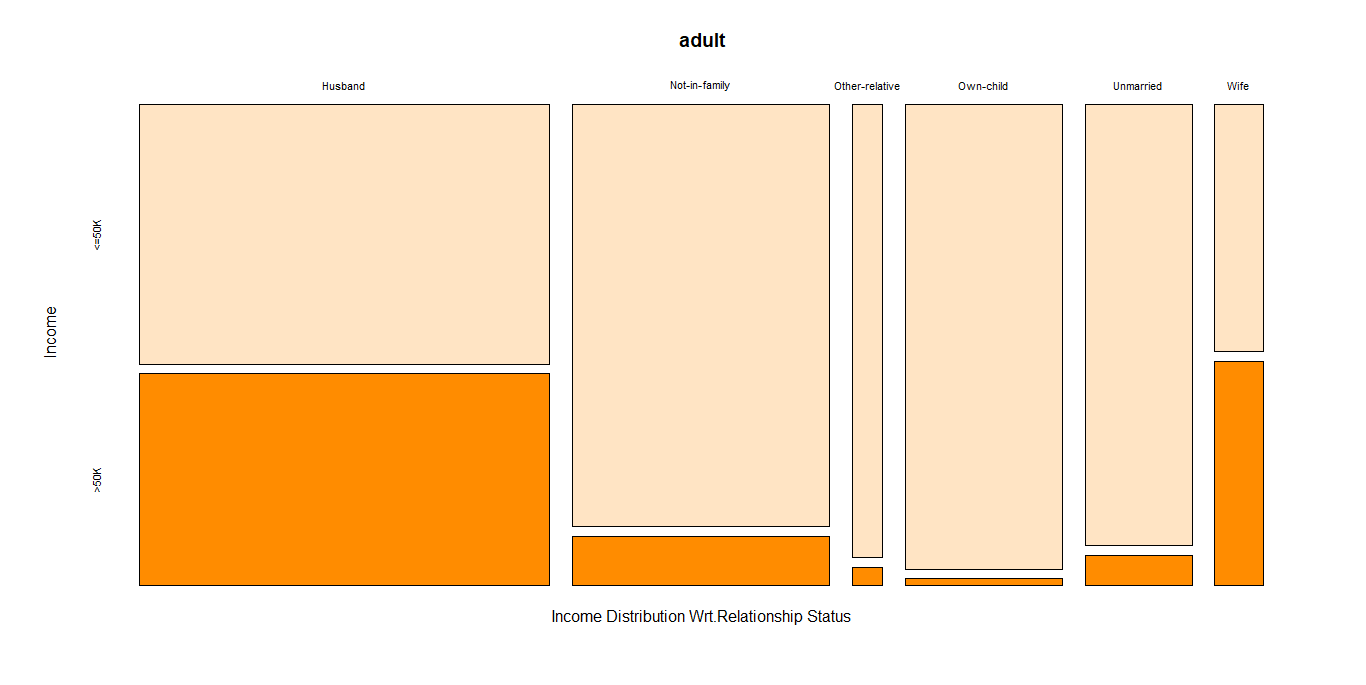 adult
Husband
Not-in-family
Other-relative
Own-child
Unmarried
Wife
<=50K
>50K
Income
Income Distribution Wrt.Relationship Status